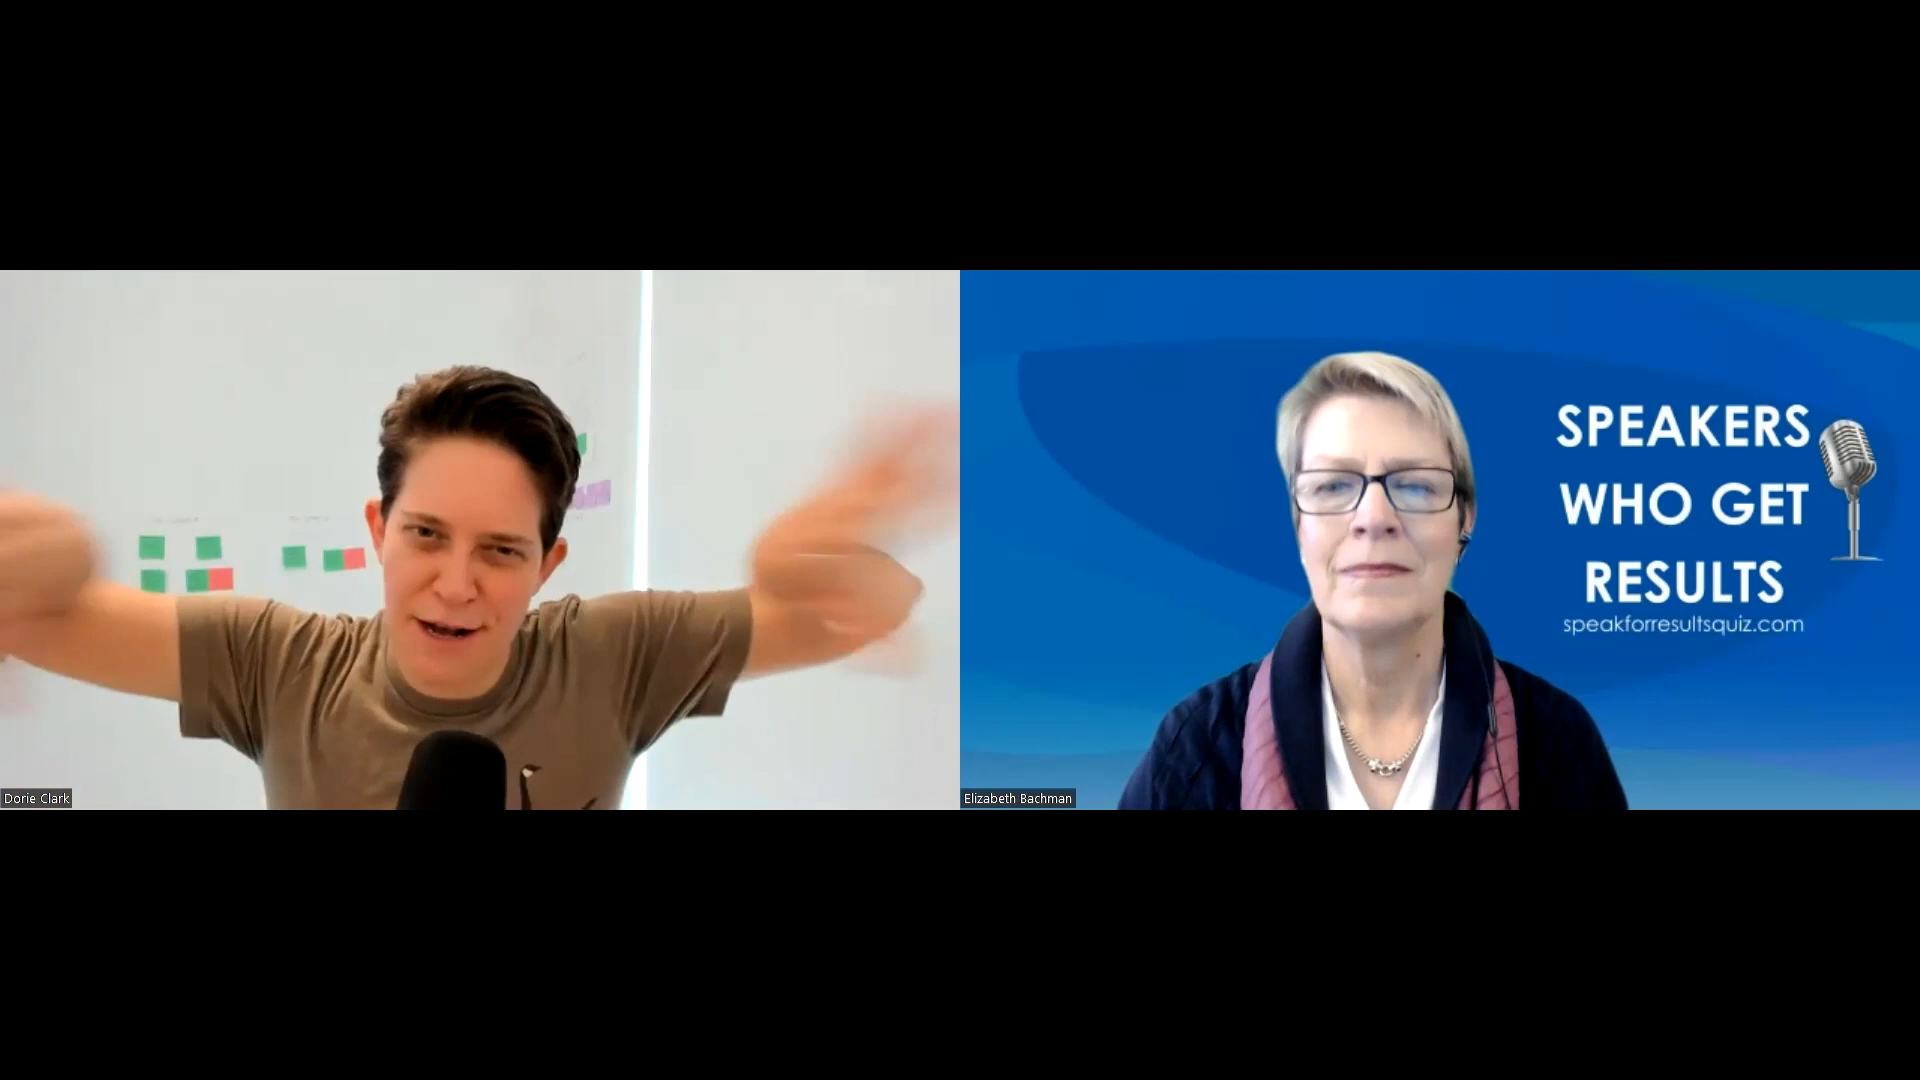 SPEAKERS
WHO GET
RESULTS
speakforresultsquiz.com
Dorie Clark
Elizabeth Bachman